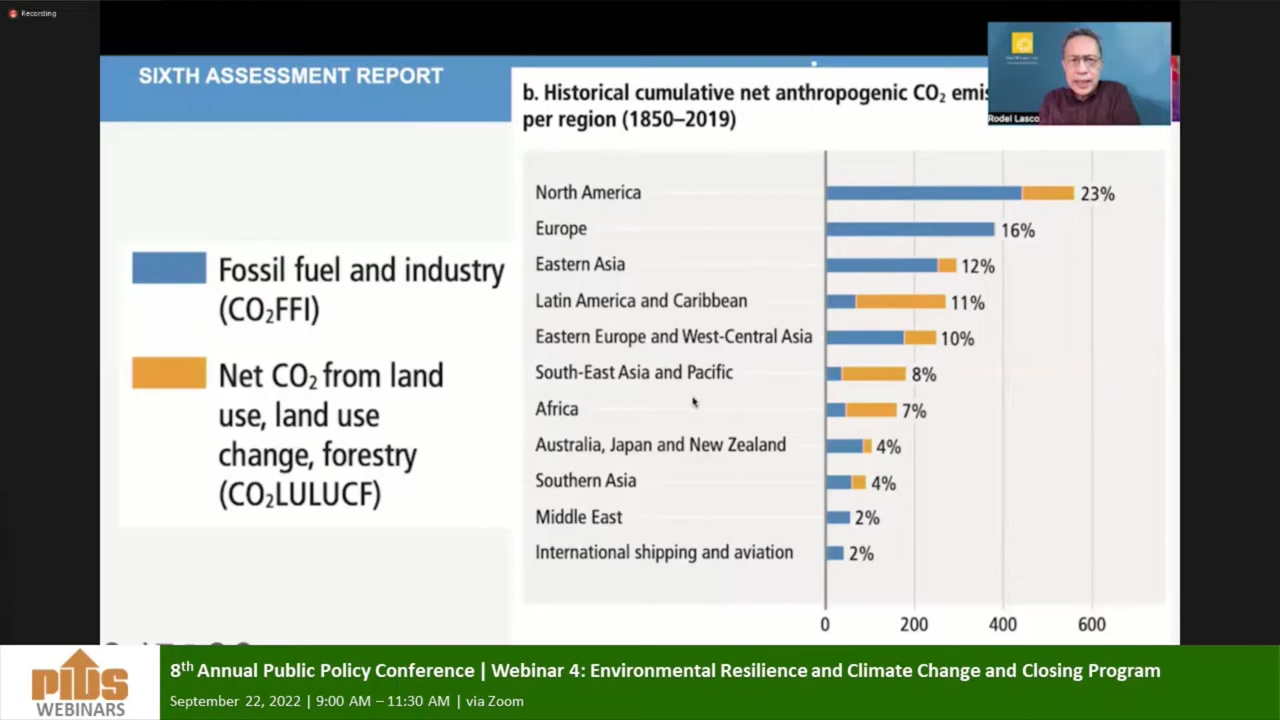 Recording
SIXTH ASSESSMENT REPORT
b. Historical cumulative net anthropogenic CO₂
per region (1850–2019)
Rodel Lasco
Fossil fuel and industry
(CO₂FFI)
Net CO₂ from land
use, land use
change, forestry
(CO₂LULUCF)
North America 23%
Europe 16%
Eastern Asia 12%
Latin America and Caribbean 11%
Eastern Europe and West-Central Asia 10%
South-East Asia and Pacific 8%
Africa 7%
Australia, Japan and New Zealand 4%
Southern Asia 4%
Middle East 2%
International shipping and aviation 2%
0 200 400 600
PIDS
WEBINARS
8th Annual Public Policy Conference | Webinar 4: Environmental Resilience and Climate Change and Closing Program
September 22, 2022 | 9:00 AM – 11:30 AM | via Zoom